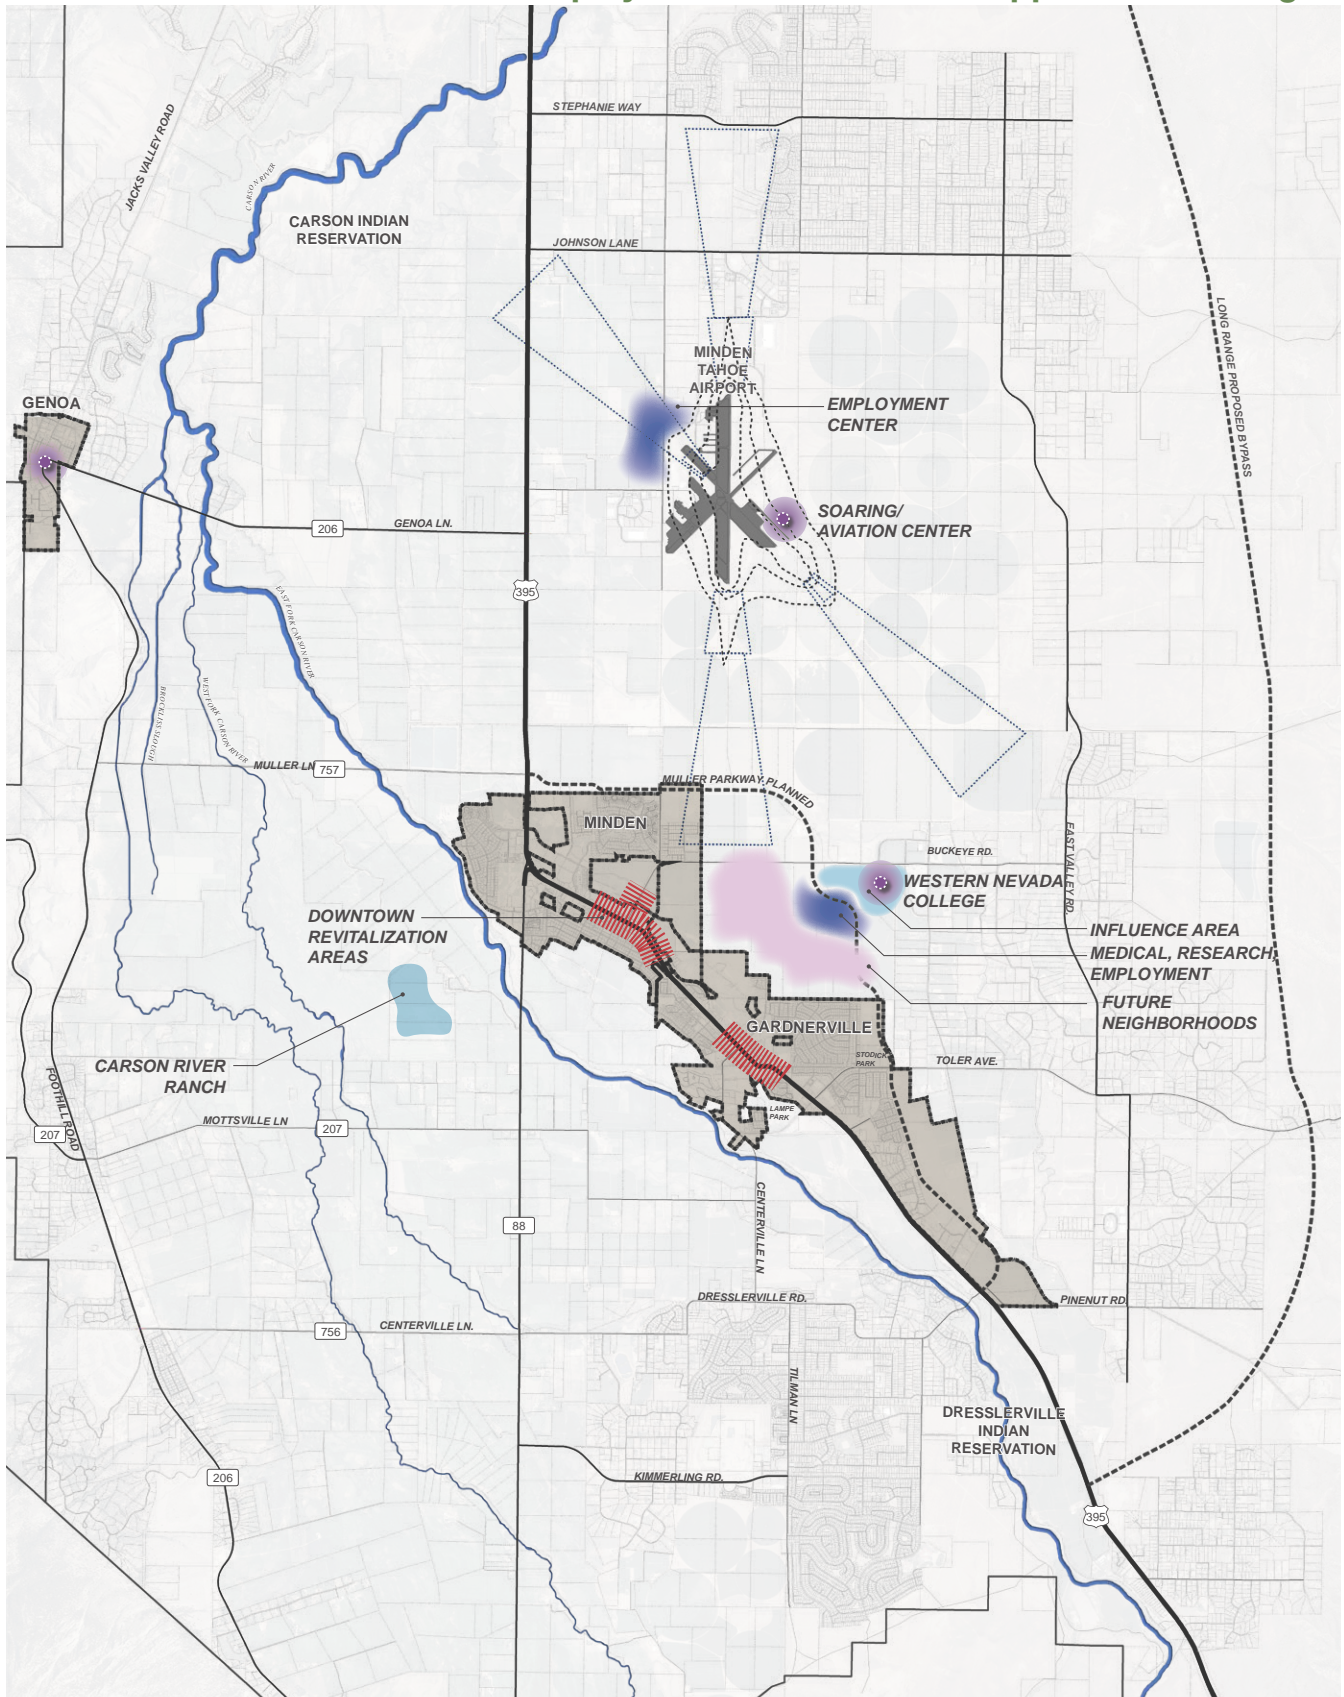 STEPHANIE WAY
JACKS VALLEY ROAD
CARSON RIVER
CARSON INDIAN
RESERVATION
JOHNSON LANE
LONG RANGE PROPOSED BYPASS
MINDEN
TAHOE
AIRPORT
GENOA
EMPLOYMENT
CENTER
SOARING/
AVIATION CENTER
206
GENOA LN.
395
EAST FORK CARSON RIVER
BROCKLISS SLOUGH
WEST FORK CARSON RIVER
MULLER LN
757
MULLER PARKWAY PLANNED
MINDEN
BUCKEYE RD.
EAST VALLEY RD.
WESTERN NEVADA
COLLEGE
DOWNTOWN
REVITALIZATION
AREAS
INFLUENCE AREA
MEDICAL, RESEARCH,
EMPLOYMENT
FUTURE
NEIGHBORHOODS
GARDNERVILLE
STODICK
PARK
TOLER AVE.
CARSON RIVER
RANCH
FOOTHILL ROAD
LAMPE
PARK
MOTTSVILLE LN
207
207
CENTERVILLE LN
88
DRESSLERVILLE RD.
PINENUT RD.
756
CENTERVILLE LN.
TILMAN LN
DRESSLERVILLE
INDIAN
RESERVATION
206
KIMMERLING RD.
395